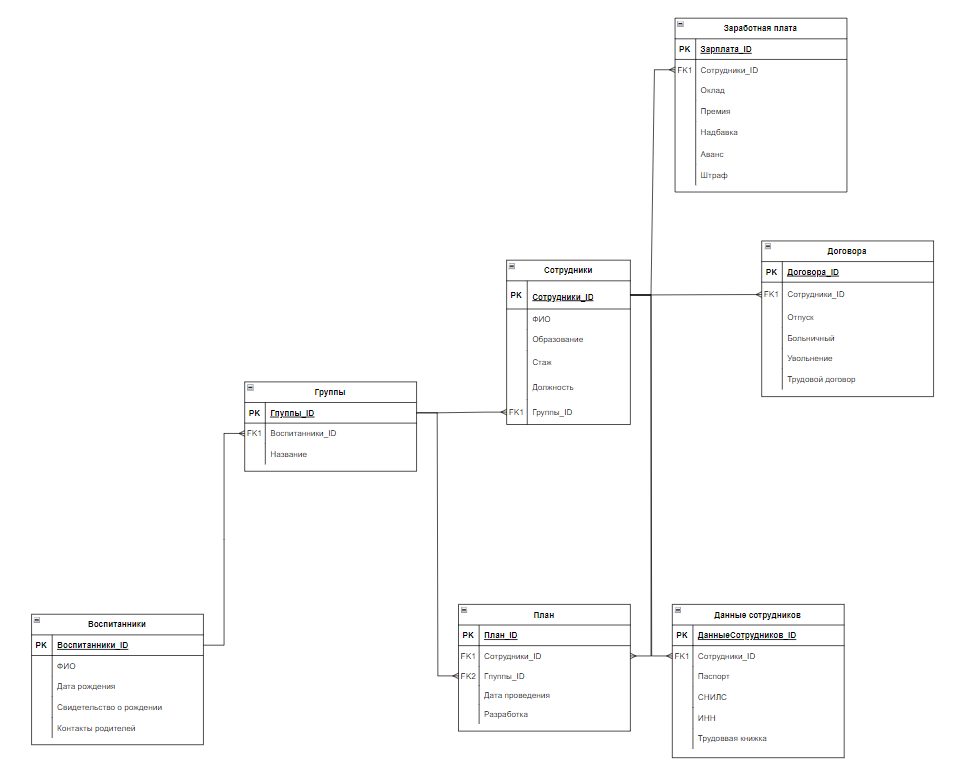 Заработная плата
PK Зарплата_ID
FK1 Сотрудники_ID
Оклад
Премия
Надбавка
Аванс
Штраф
Договора
PK Договора_ID
FK1 Сотрудники_ID
Отпуск
Больничный
Увольнение
Трудовой договор
Сотрудники
PK Сотрудники_ID
ФИО
Образование
Стаж
Должность
FK1 Группы_ID
Группы
PK Гпуппы_ID
FK1 Воспитанники_ID
Название
Воспитанники
PK Воспитанники_ID
ФИО
Дата рождения
Свидетельство о рождении
Контакты родителей
План
PK План_ID
FK1 Сотрудники_ID
FK2 Гпуппы_ID
Дата проведения
Разработка
Данные сотрудников
PK ДанныеСотрудников_ID
FK1 Сотрудники_ID
Паспорт
СНИЛС
ИНН
Трудоввая книжка